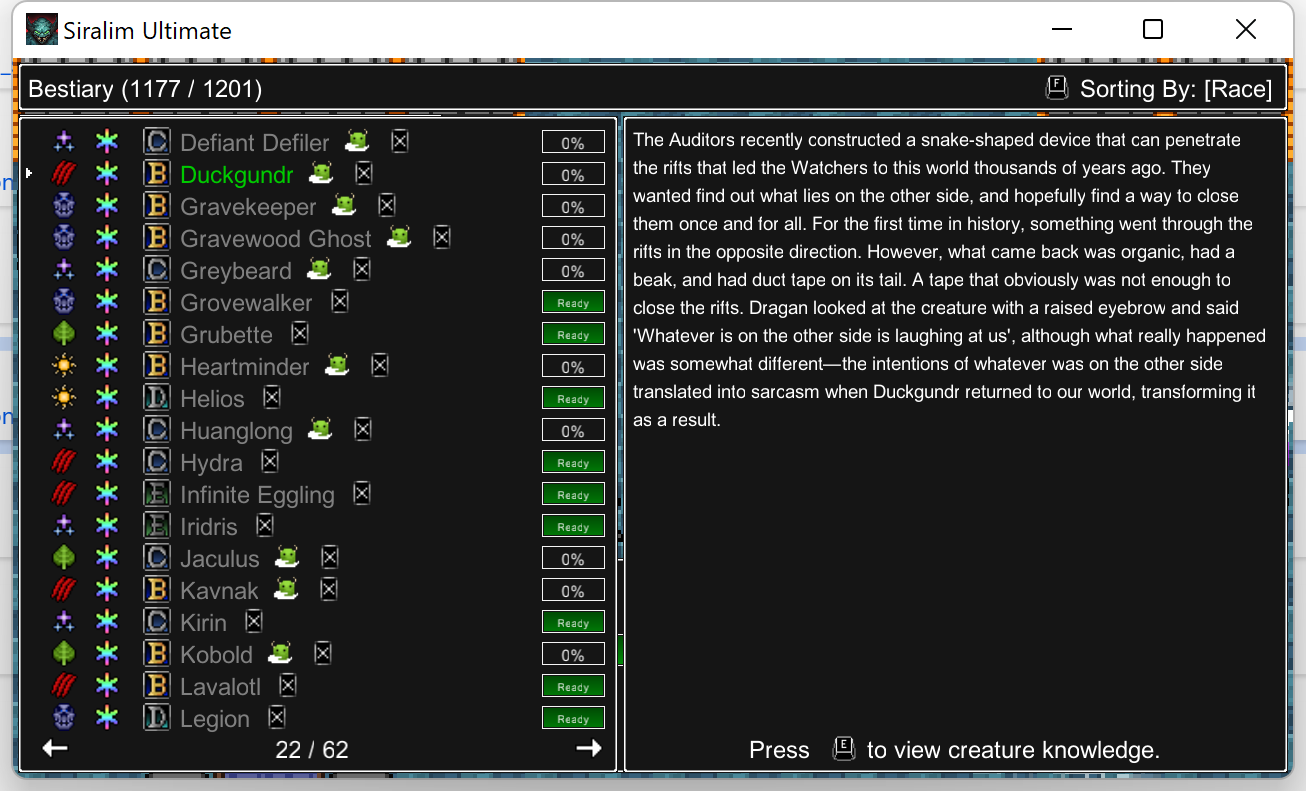 Siralim Ultimate
Bestiary (1177 / 1201)
F Sorting By: [Race]
C Defiant Defiler 0%
B Duckgundr 0%
B Gravekeeper 0%
B Gravewood Ghost 0%
C Greybeard 0%
B Grovewalker Ready
B Grubette Ready
B Heartminder 0%
D Helios Ready
C Huanglong 0%
C Hydra Ready
E Infinite Eggling Ready
E Iridris Ready
C Jaculus 0%
B Kavnak 0%
C Kirin Ready
B Kobold 0%
B Lavalotl Ready
D Legion Ready
22 / 62
The Auditors recently constructed a snake-shaped device that can penetrate
the rifts that led the Watchers to this world thousands of years ago. They
wanted find out what lies on the other side, and hopefully find a way to close
them once and for all. For the first time in history, something went through the
rifts in the opposite direction. However, what came back was organic, had a
beak, and had duct tape on its tail. A tape that obviously was not enough to
close the rifts. Dragan looked at the creature with a raised eyebrow and said
'Whatever is on the other side is laughing at us', although what really happened
was somewhat different—the intentions of whatever was on the other side
translated into sarcasm when Duckgundr returned to our world, transforming it
as a result.
Press E to view creature knowledge.